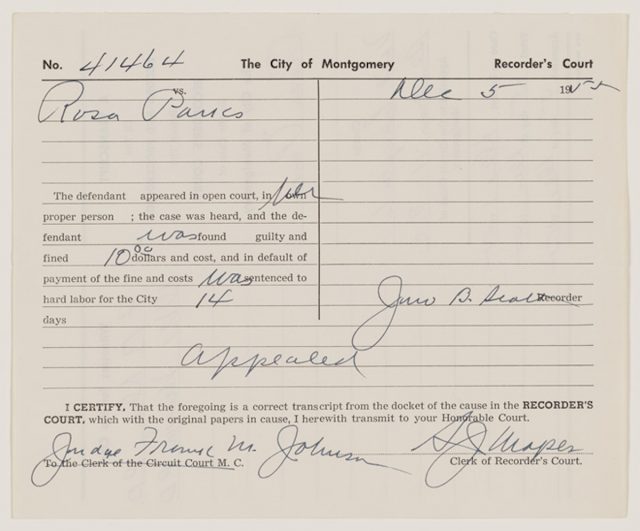 No. 41464 The City of Montgomery Recorder's Court
vs. Dec 5 1955
Rosa Parks
The defendant appeared in open court, in her own
proper person ; the case was heard, and the de-
fendant was found guilty and
fined 10 00 dollars and cost, and in default of
payment of the fine and costs was sentenced to
hard labor for the City 14
days
Jno B. Scott Recorder
Appealed
I CERTIFY, That the foregoing is a correct transcript from the docket of the cause in the RECORDER'S
COURT, which with the original papers in cause, I herewith transmit to your Honorable Court.
Judge Frank M. Johnson
To the Clerk of the Circuit Court M. C. Clerk of Recorder's Court.